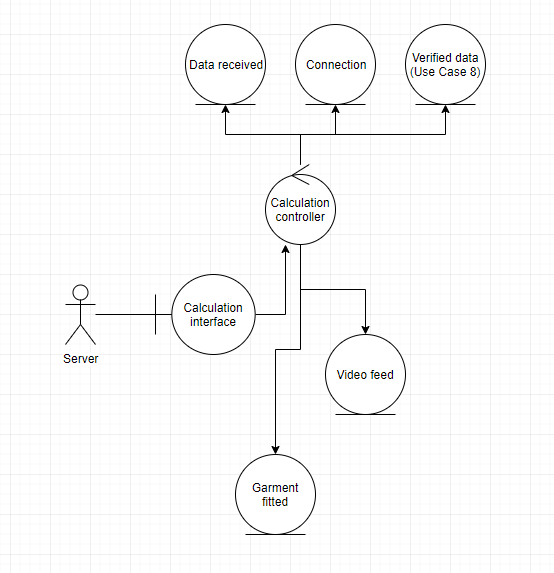 Data received
Connection
Verified data
(Use Case 8)
Calculation
controller
Calculation
interface
Server
Video feed
Garment
fitted